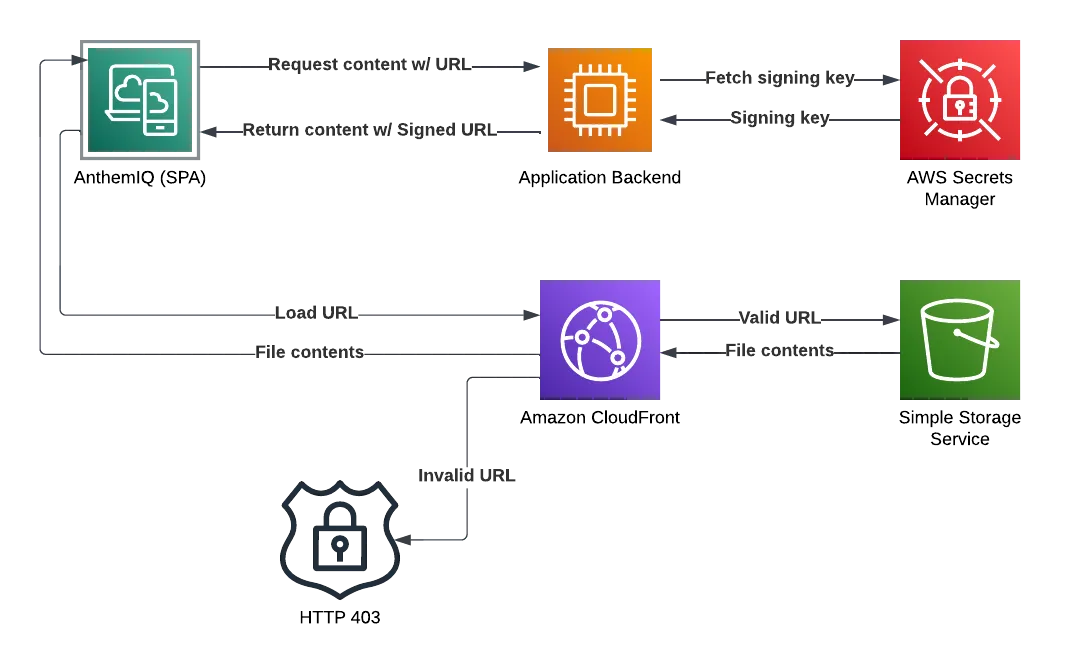 Request content w/ URL
Fetch signing key
Return content w/ Signed URL
Signing key
AnthemIQ (SPA)
Application Backend
AWS Secrets
Manager
Load URL
Valid URL
File contents
File contents
Amazon CloudFront
Simple Storage
Service
Invalid URL
HTTP 403